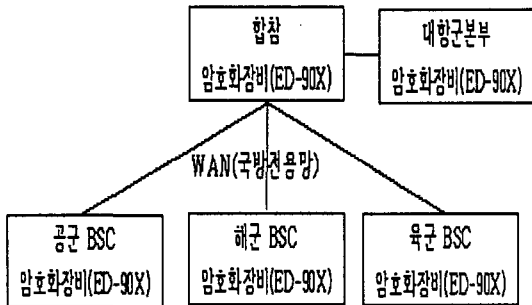 합참
암호화장비(ED-90X)
대항군본부
암호화장비(ED-90X)
WAN(국방전용망)
공군 BSC
암호화장비(ED-90X)
해군 BSC
암호화장비(ED-90X)
육군 BSC
암호화장비(ED-90X)